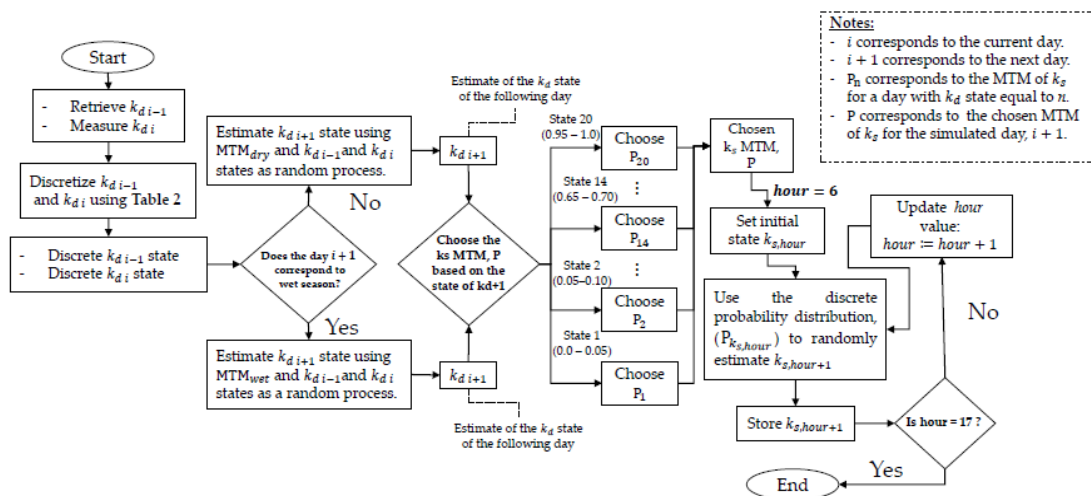 Start
- Retrieve k_{d i−1}
- Measure k_{d i}
Discretize k_{d i−1}
and k_{d i} using Table 2
- Discrete k_{d i−1} state
- Discrete k_{d i} state
Estimate k_{d i+1} state using
MTM_{dry} and k_{d i−1} and k_{d i}
states as random process.
No
Does the day i + 1
correspond to
wet season?
Yes
Estimate k_{d i+1} state using
MTM_{wet} and k_{d i−1} and k_{d i}
states as a random process.
Estimate of the k_d state
of the following day
k_{d i+1}
Choose the
ks MTM, P
based on the
state of kd+1
k_{d i+1}
Estimate of the k_d state
of the following day
State 20
(0.95 – 1.0)
Choose
P_{20}
⋮
State 14
(0.65 – 0.70)
Choose
P_{14}
⋮
State 2
(0.05–0.10)
Choose
P_2
State 1
(0.0 – 0.05)
Choose
P_1
Chosen
k_s MTM,
P
hour = 6
Set initial
state k_{s,hour}
Use the discrete
probability distribution,
(P_{k_{s,hour}}) to randomly
estimate k_{s,hour+1}
Store k_{s,hour+1}
Is hour = 17 ?
No
Update hour
value:
hour ≔ hour + 1
Yes
End
Notes:
- i corresponds to the current day.
- i + 1 corresponds to the next day.
- P_n corresponds to the MTM of k_s
for a day with k_d state equal to n.
- P corresponds to the chosen MTM
of k_s for the simulated day, i + 1.